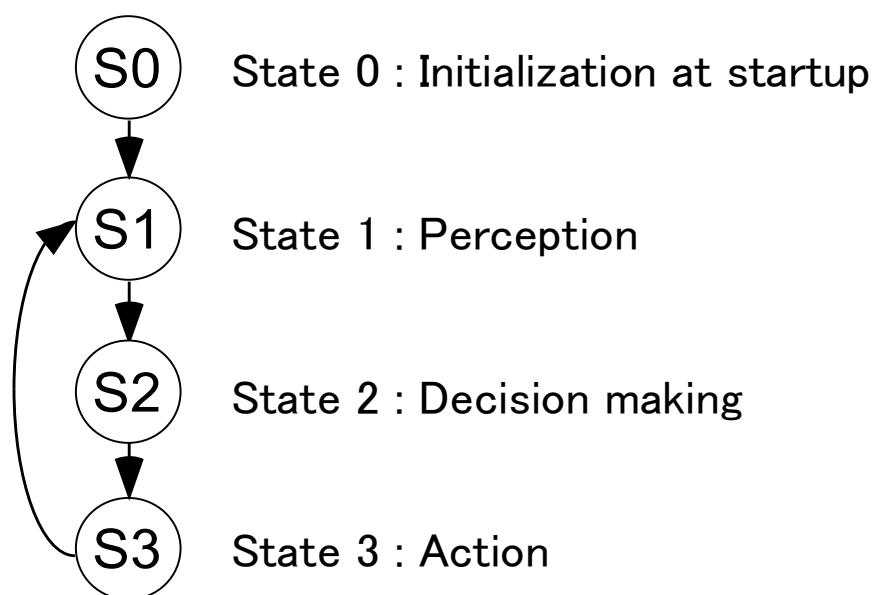 S0 State 0 : Initialization at startup
S1 State 1 : Perception
S2 State 2 : Decision making
S3 State 3 : Action